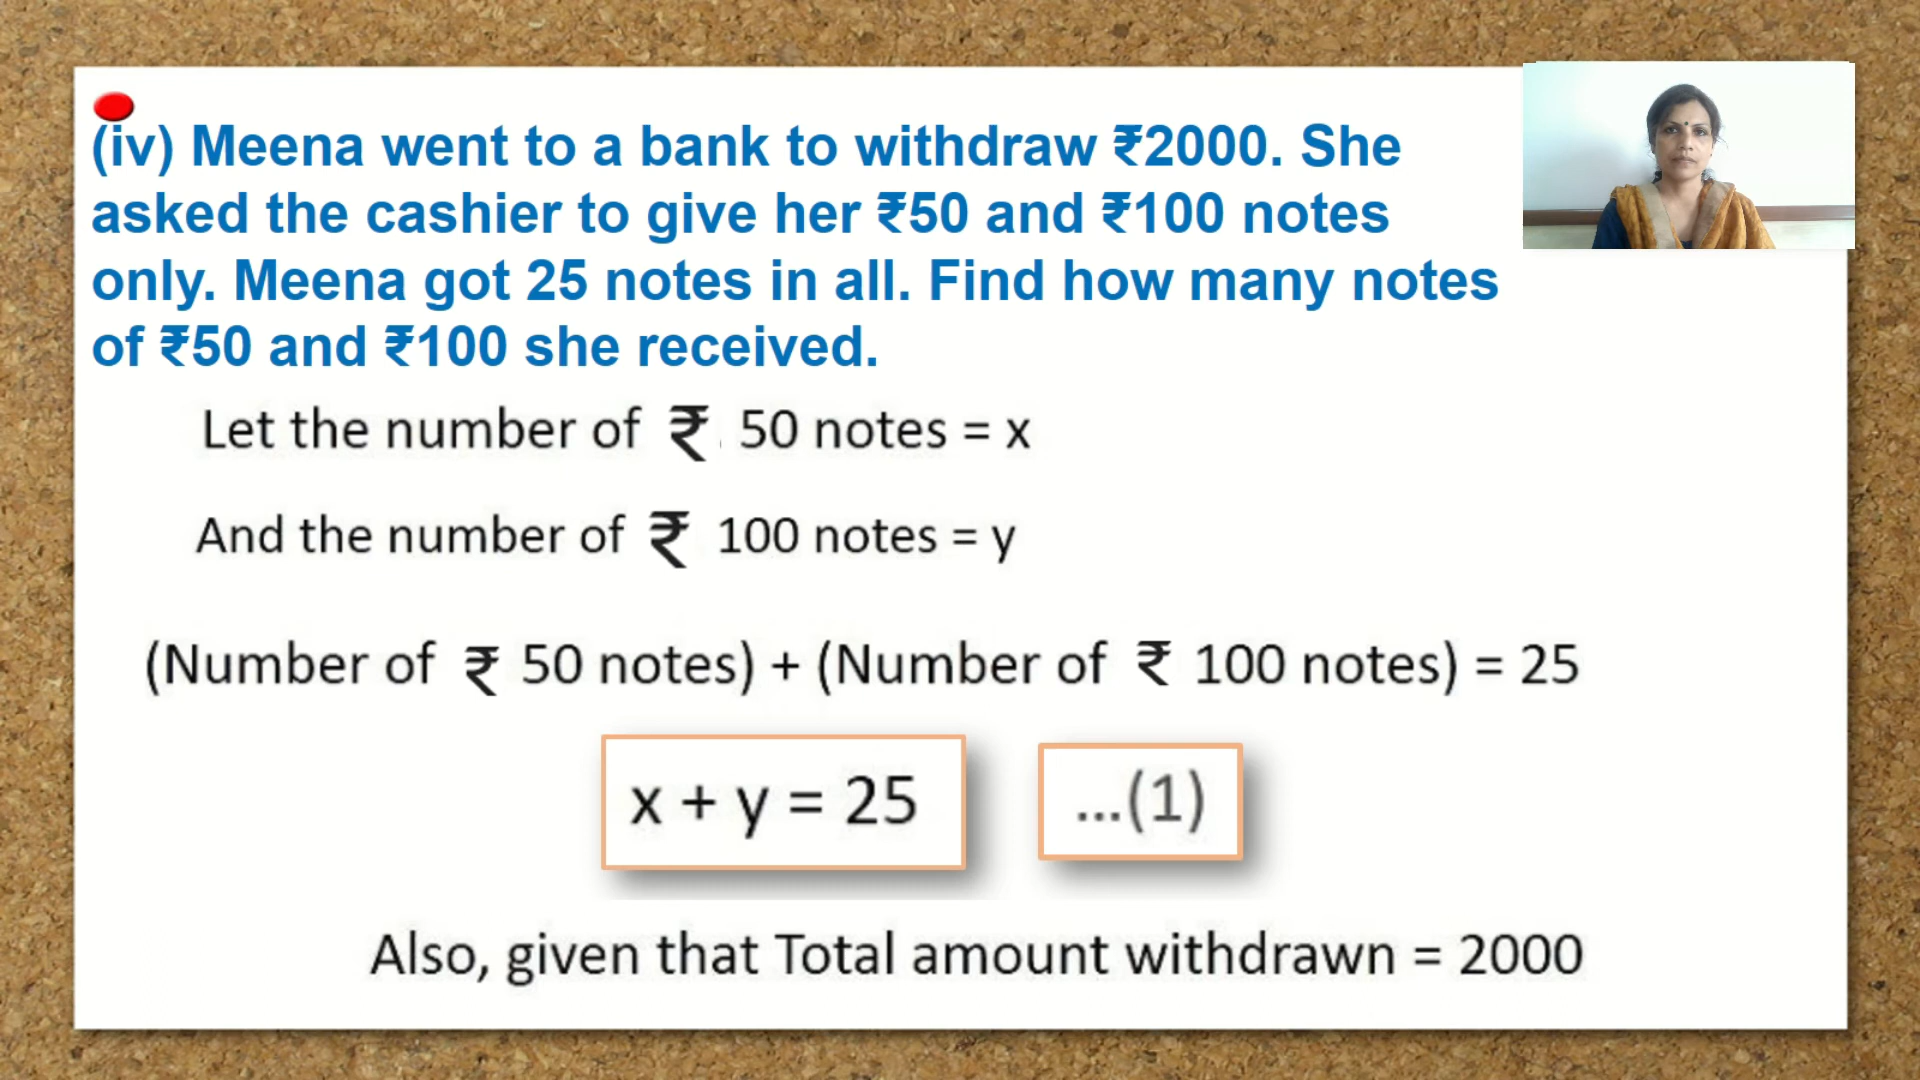 (iv) Meena went to a bank to withdraw ₹2000. She
asked the cashier to give her ₹50 and ₹100 notes
only. Meena got 25 notes in all. Find how many notes
of ₹50 and ₹100 she received.
Let the number of ₹ 50 notes = x
And the number of ₹ 100 notes = y
(Number of ₹ 50 notes) + (Number of ₹ 100 notes) = 25
x + y = 25 ...(1)
Also, given that Total amount withdrawn = 2000